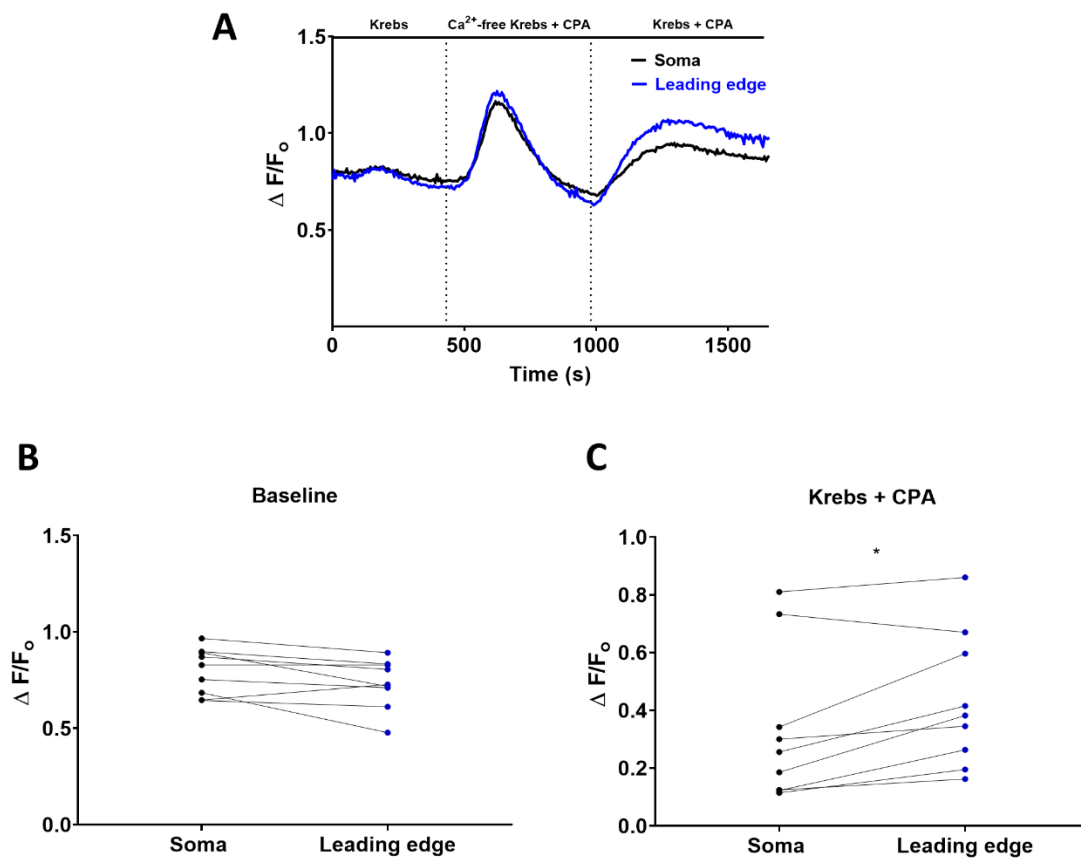 A
Krebs Ca²⁺-free Krebs + CPA Krebs + CPA
Soma
Leading edge
Δ F/Fₒ
1.5
1.0
0.5
0 500 1000 1500
Time (s)
B
Baseline
Δ F/Fₒ
1.5
1.0
0.5
0.0
Soma Leading edge
C
Krebs + CPA
*
Δ F/Fₒ
1.0
0.8
0.6
0.4
0.2
0.0
Soma Leading edge